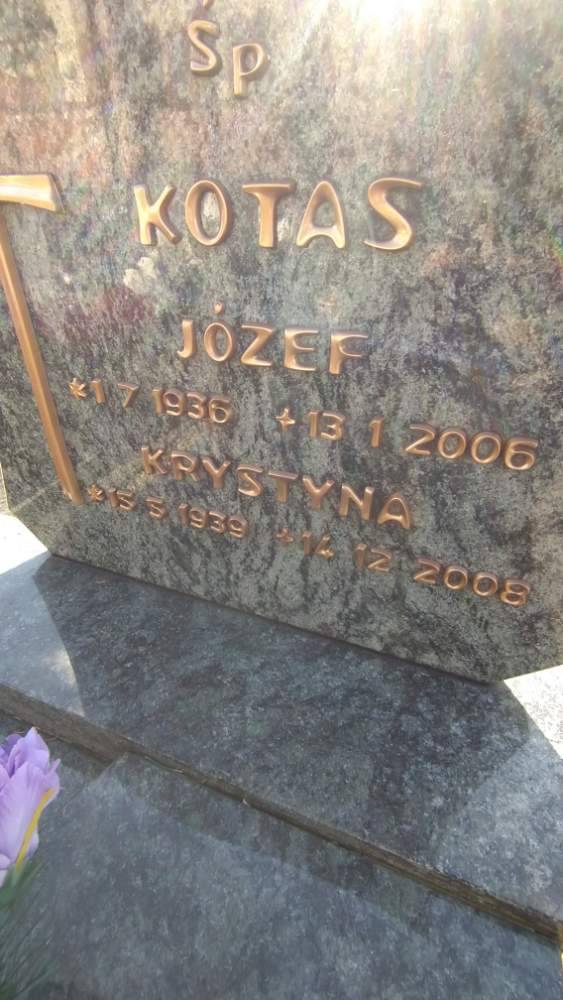 Śp
KOTAS
JÓZEF
*1 7 1936 +13 1 2006
KRYSTYNA
*15 5 1939 +14 12 2008